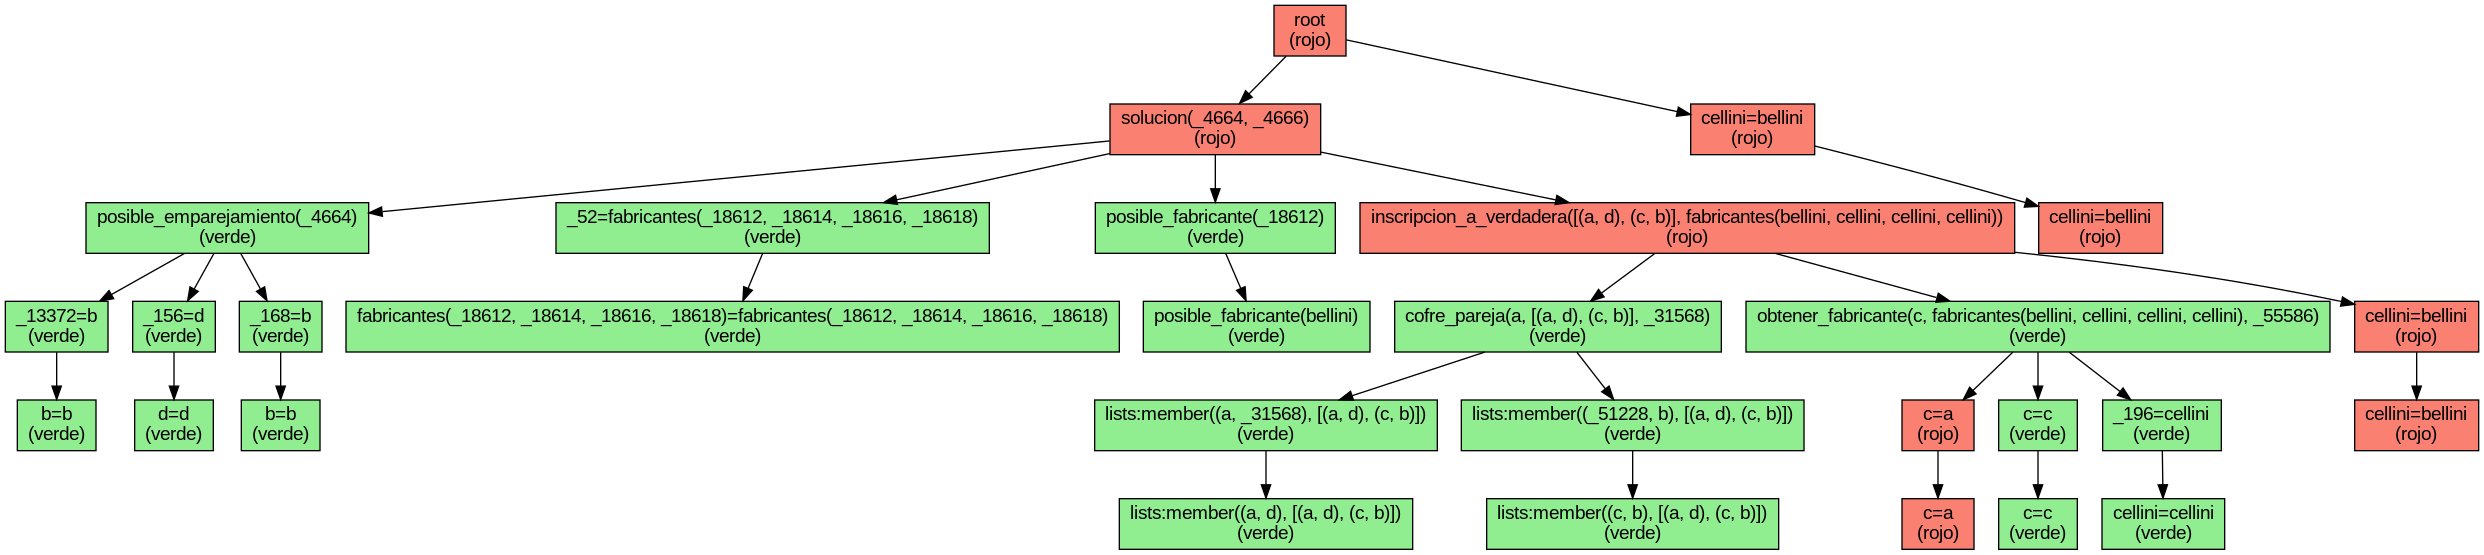 root
(rojo)
solucion(_4664, _4666)
(rojo)
cellini=bellini
(rojo)
posible_emparejamiento(_4664)
(verde)
_52=fabricantes(_18612, _18614, _18616, _18618)
(verde)
posible_fabricante(_18612)
(verde)
inscripcion_a_verdadera([(a, d), (c, b)], fabricantes(bellini, cellini, cellini, cellini))
(rojo)
cellini=bellini
(rojo)
_13372=b
(verde)
_156=d
(verde)
_168=b
(verde)
fabricantes(_18612, _18614, _18616, _18618)=fabricantes(_18612, _18614, _18616, _18618)
(verde)
posible_fabricante(bellini)
(verde)
cofre_pareja(a, [(a, d), (c, b)], _31568)
(verde)
obtener_fabricante(c, fabricantes(bellini, cellini, cellini, cellini), _55586)
(verde)
cellini=bellini
(rojo)
b=b
(verde)
d=d
(verde)
b=b
(verde)
lists:member((a, _31568), [(a, d), (c, b)])
(verde)
lists:member((_51228, b), [(a, d), (c, b)])
(verde)
c=a
(rojo)
c=c
(verde)
_196=cellini
(verde)
cellini=bellini
(rojo)
lists:member((a, d), [(a, d), (c, b)])
(verde)
lists:member((c, b), [(a, d), (c, b)])
(verde)
c=a
(rojo)
c=c
(verde)
cellini=cellini
(verde)